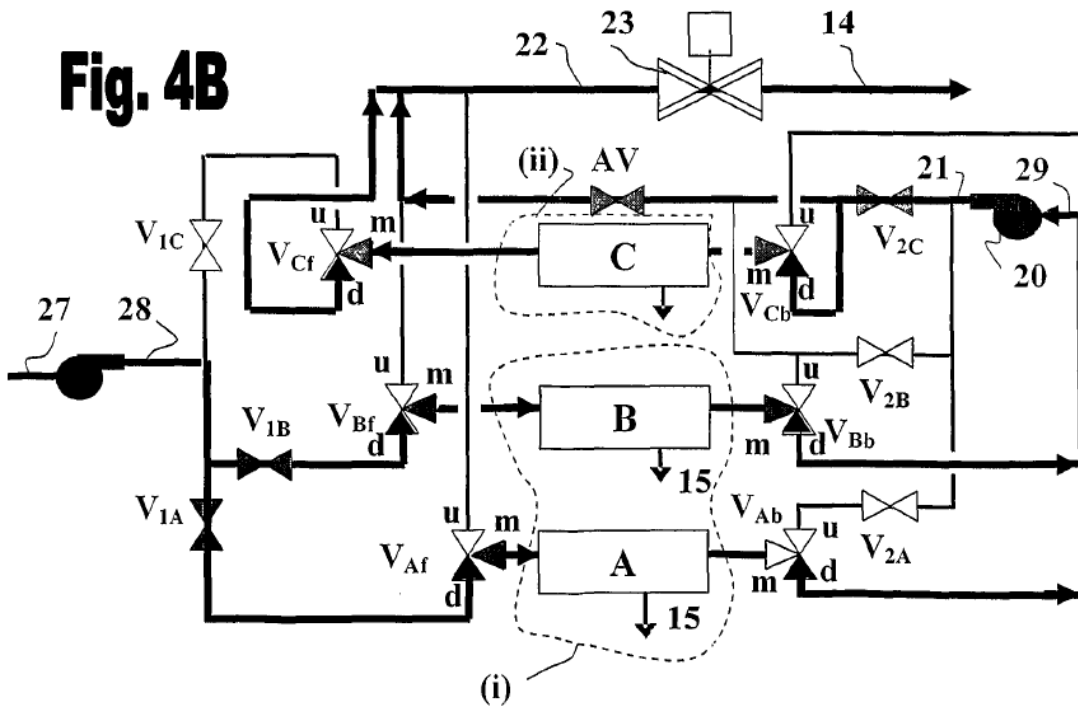 Fig. 4B
22 23 14
(ii) AV 21 29
V1C u m u V2C
VCf C 20
d m d
27 28 VCb
u m u V2B
V1B VBf B VBb
d m d
15
V1A VAb
u m u
VAf A V2A
d m d
15
(i)